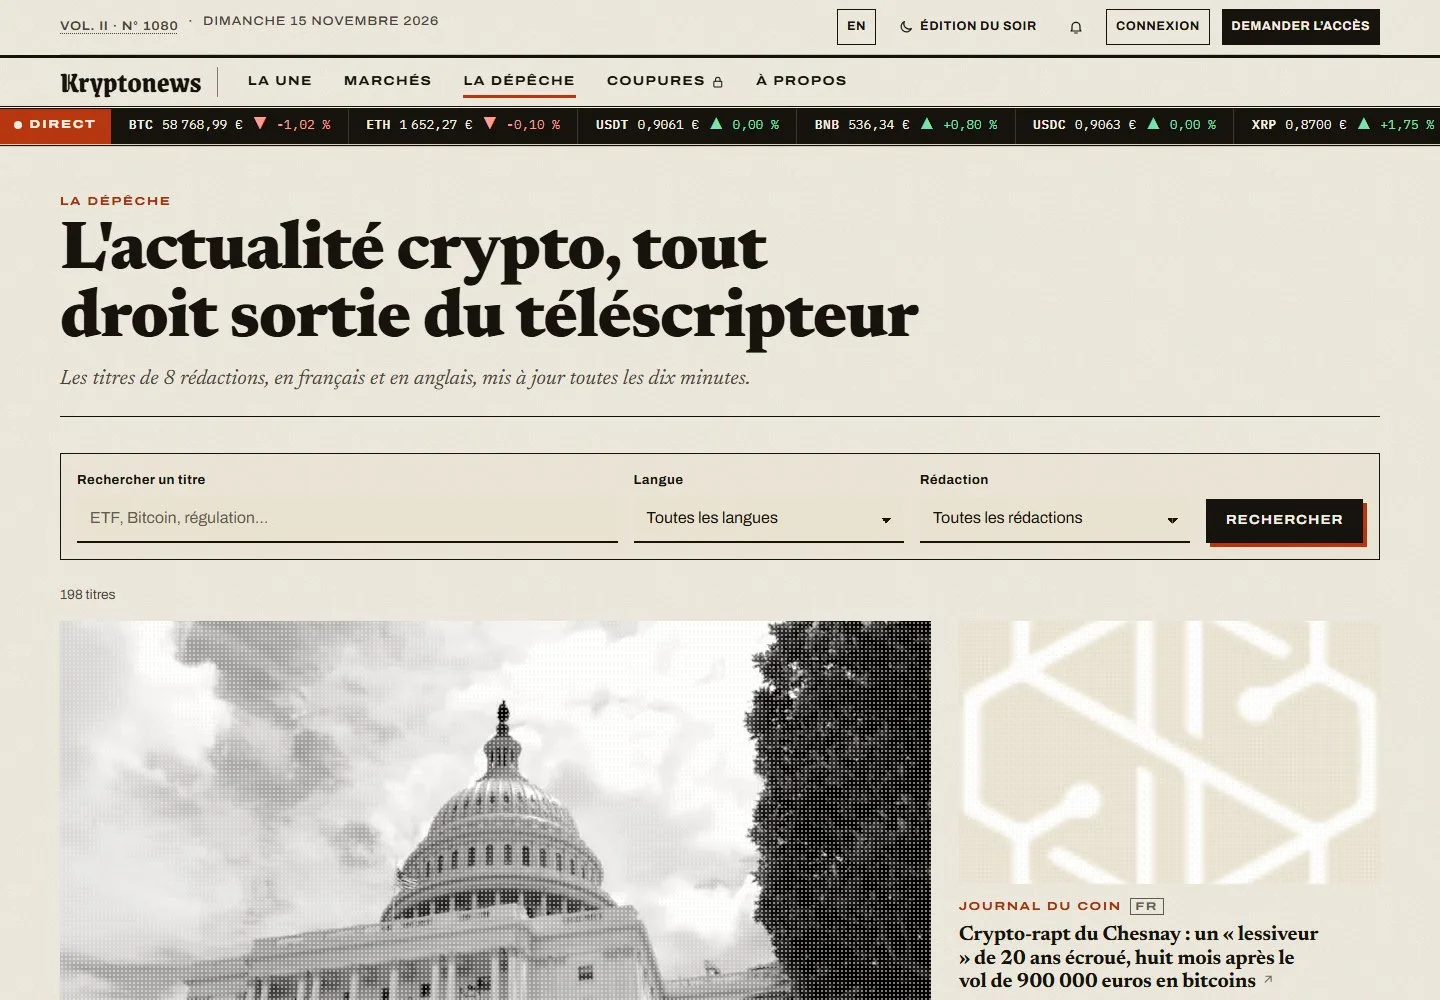 VOL. II · N° 1080 · DIMANCHE 15 NOVEMBRE 2026
EN
ÉDITION DU SOIR
CONNEXION
DEMANDER L'ACCÈS
Kryptonews
LA UNE
MARCHÉS
LA DÉPÊCHE
COUPURES
À PROPOS
DIRECT
BTC 58 768,99 € ▼ -1,02 %
ETH 1 652,27 € ▼ -0,10 %
USDT 0,9061 € ▲ 0,00 %
BNB 536,34 € ▲ +0,80 %
USDC 0,9063 € ▲ 0,00 %
XRP 0,8700 € ▲ +1,75 %
LA DÉPÊCHE
L'actualité crypto, tout
droit sortie du téléscripteur
Les titres de 8 rédactions, en français et en anglais, mis à jour toutes les dix minutes.
Rechercher un titre
ETF, Bitcoin, régulation...
Langue
Toutes les langues
Rédaction
Toutes les rédactions
RECHERCHER
198 titres
JOURNAL DU COIN FR
Crypto-rapt du Chesnay : un « lessiveur
» de 20 ans écroué, huit mois après le
vol de 900 000 euros en bitcoins ↗